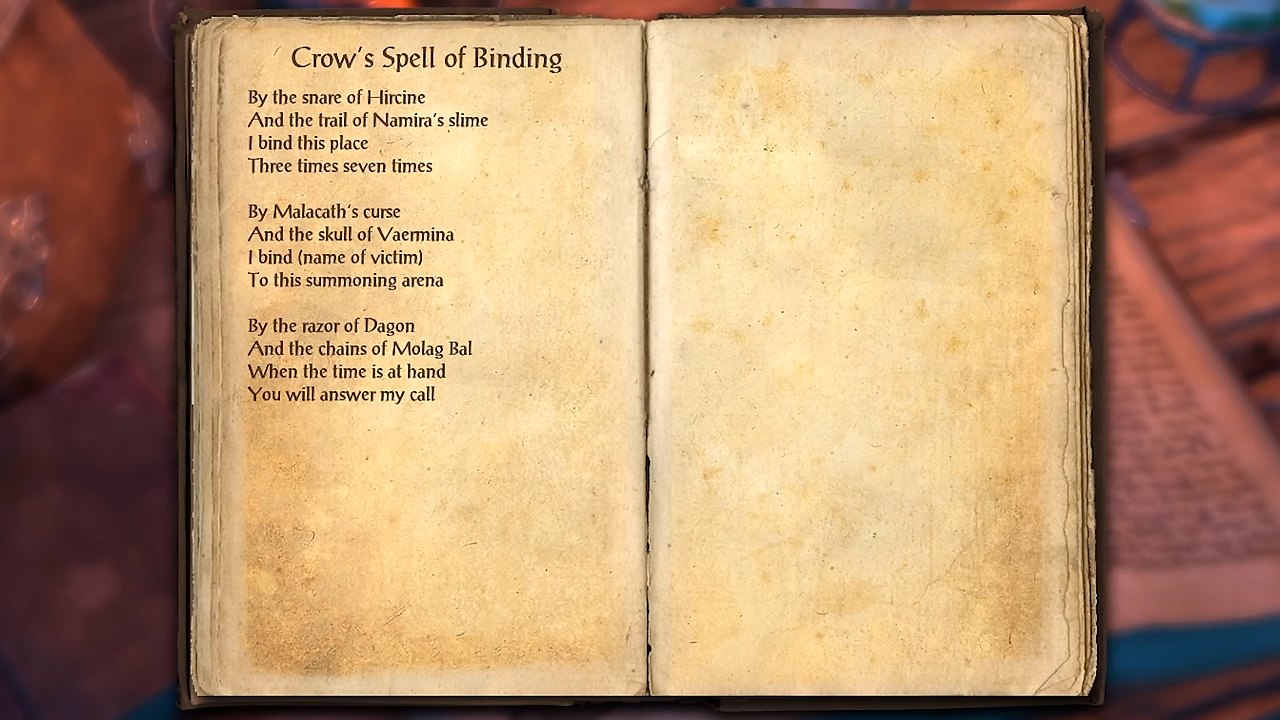 Crow's Spell of Binding
By the snare of Hircine
And the trail of Namira's slime
I bind this place
Three times seven times
By Malacath's curse
And the skull of Vaermina
I bind (name of victim)
To this summoning arena
By the razor of Dagon
And the chains of Molag Bal
When the time is at hand
You will answer my call